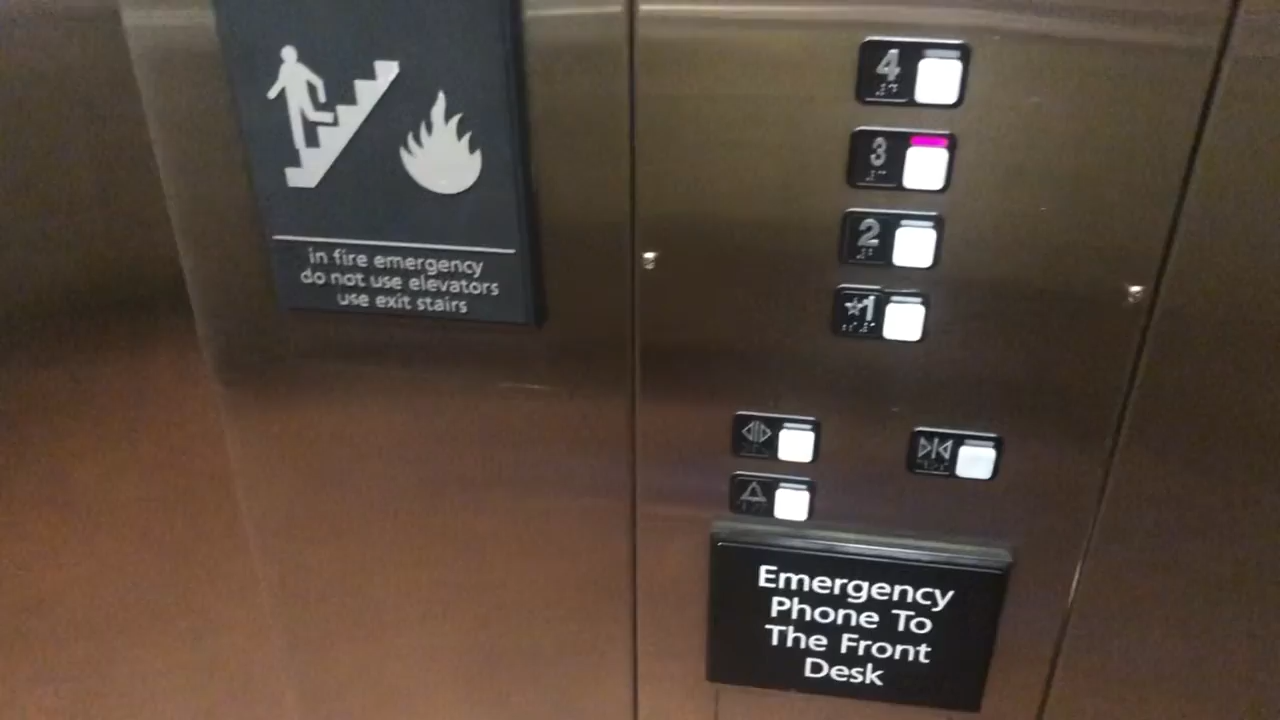 in fire emergency
do not use elevators
use exit stairs
4
3
2
☆1
Emergency
Phone To
The Front
Desk